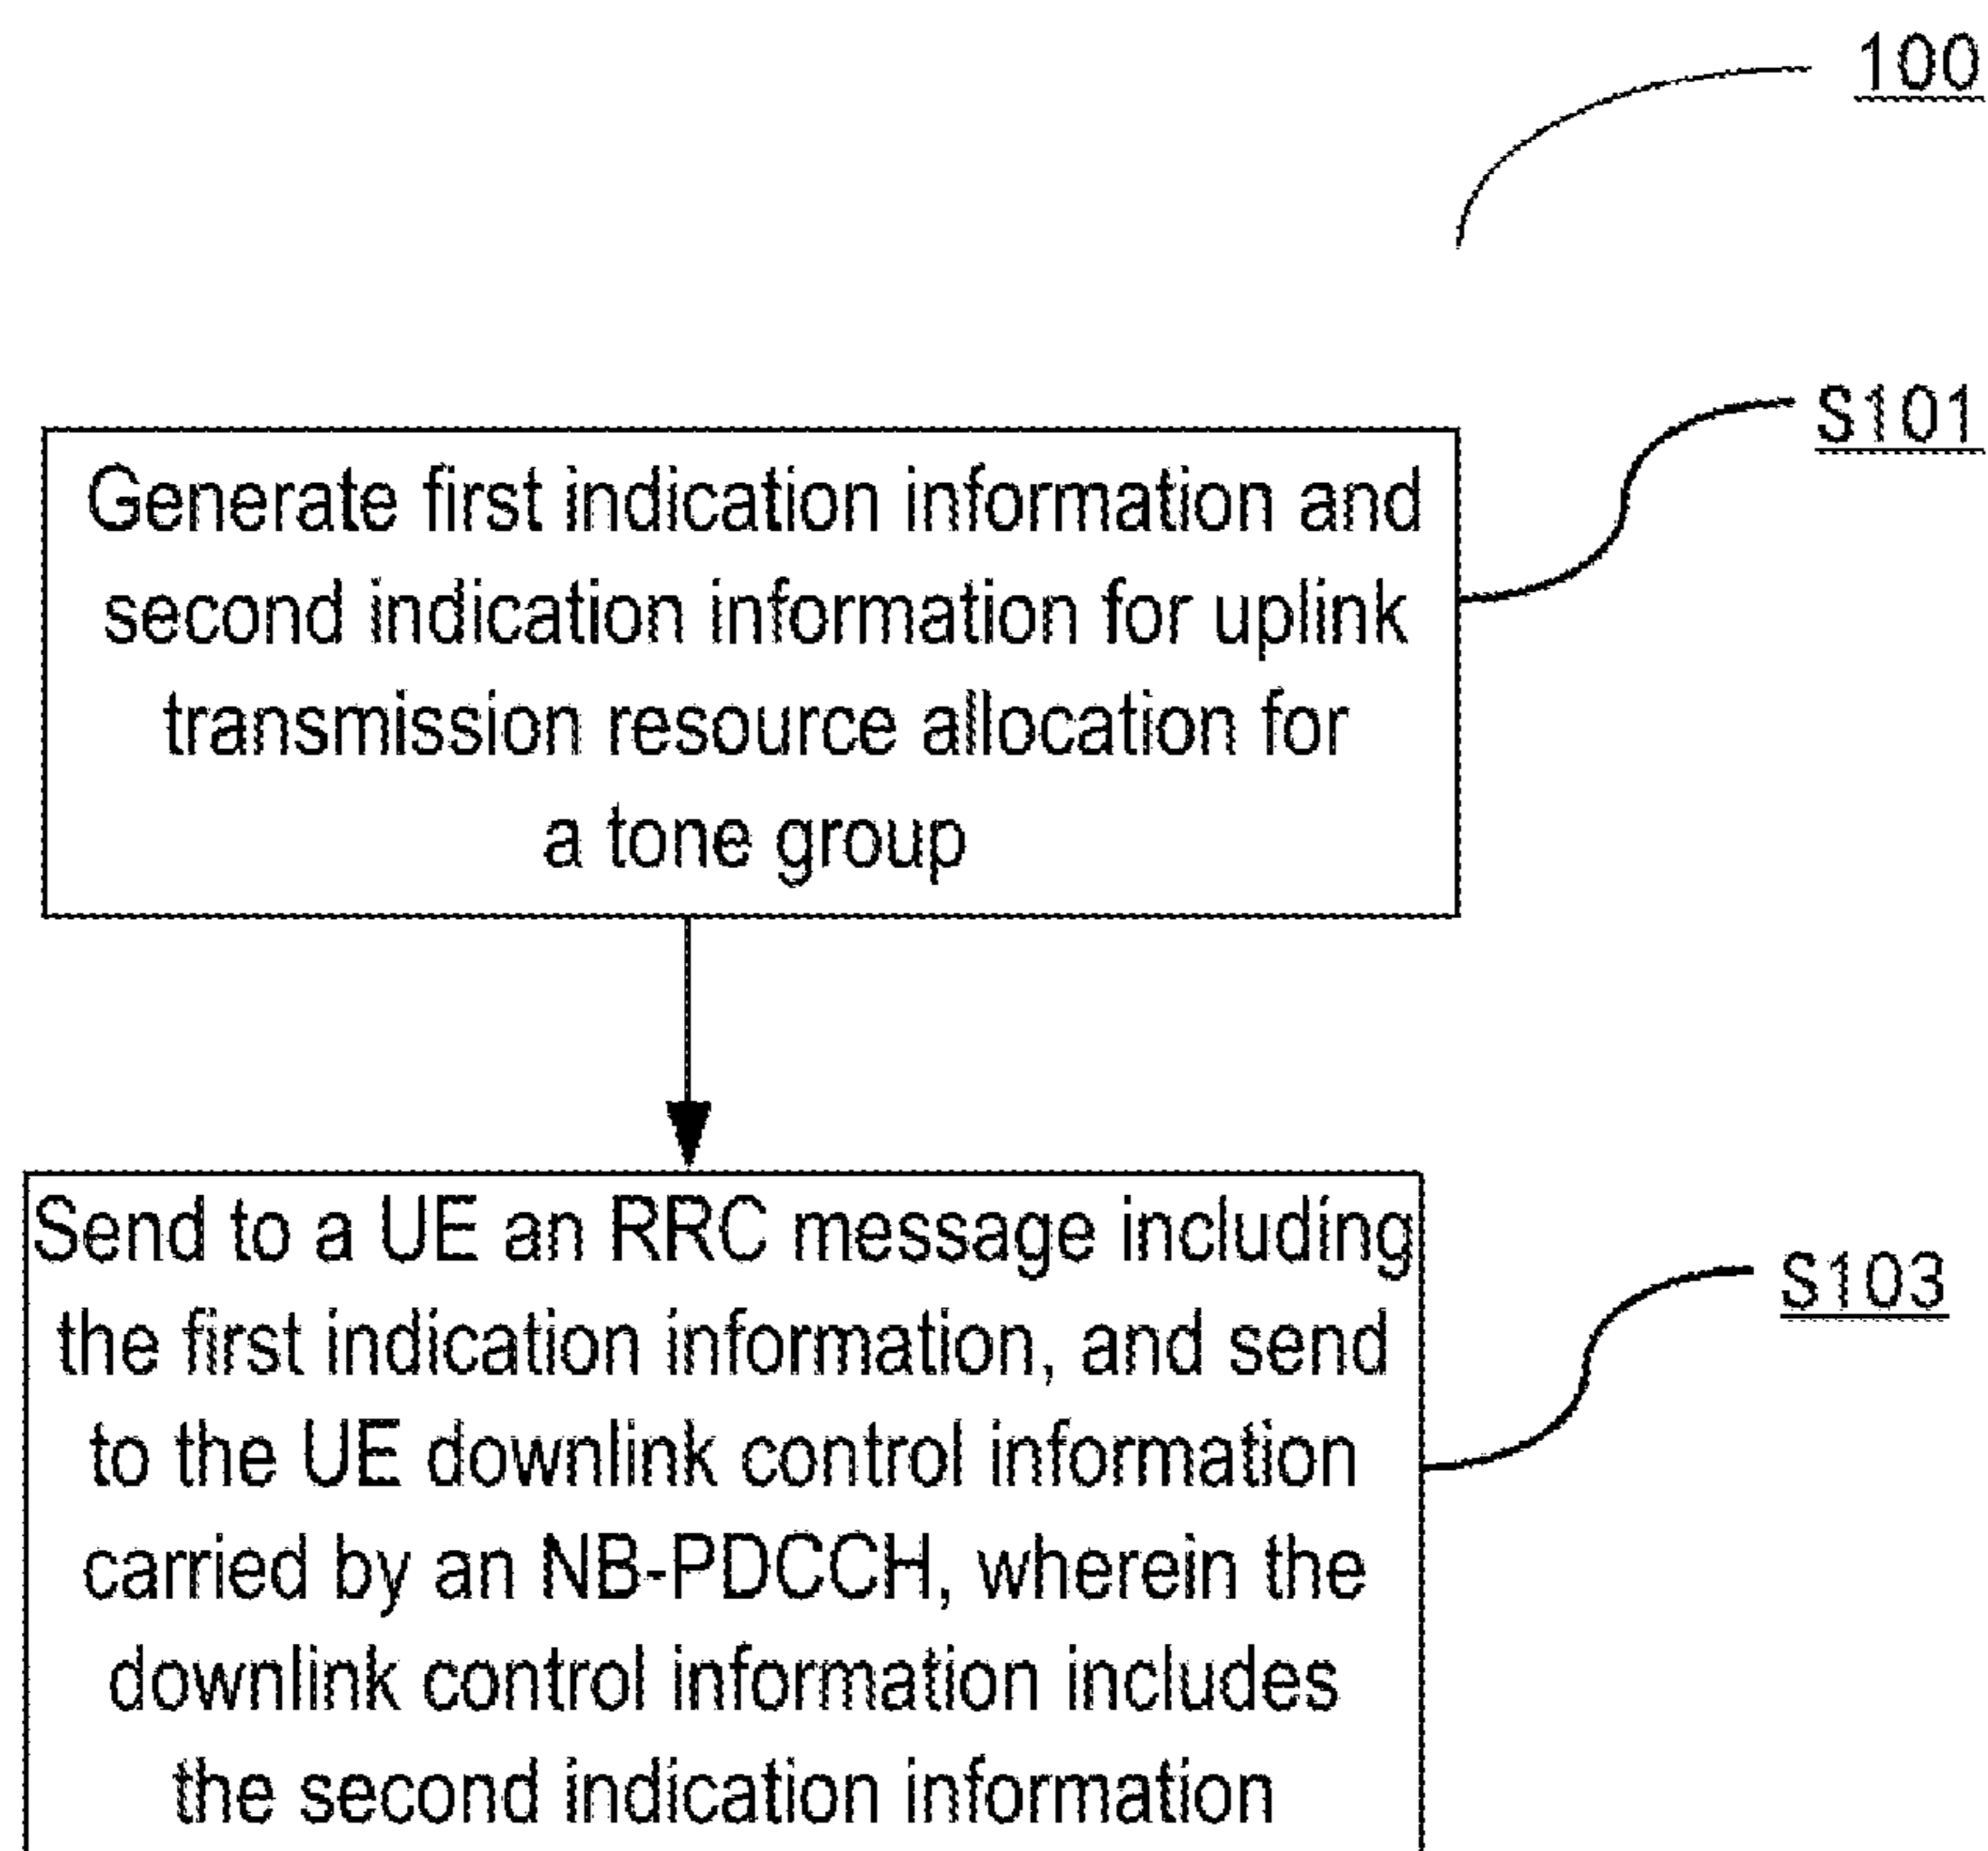 100
S101
Generate first indication information and
second indication information for uplink
transmission resource allocation for
a tone group
Send to a UE an RRC message including
the first indication information, and send
S103
to the UE downlink control information
carried by an NB-PDCCH, wherein the
downlink control information includes
the second indication information